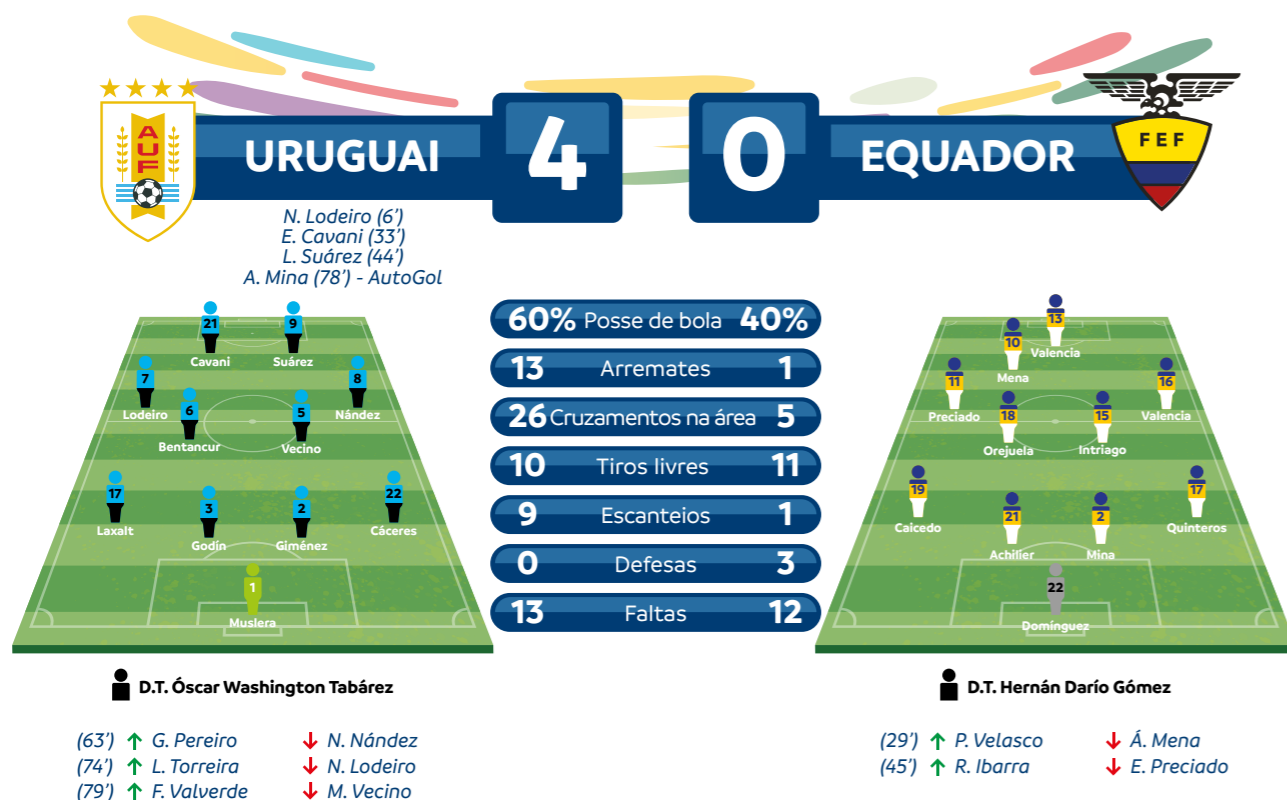 AUF
URUGUAI
4
0
EQUADOR
FEF
N. Lodeiro (6')
E. Cavani (33')
L. Suárez (44')
A. Mina (78') - AutoGol
21
Cavani
9
Suárez
7
Lodeiro
8
Nández
6
Bentancur
5
Vecino
17
Laxalt
3
Godín
2
Giménez
22
Cáceres
1
Muslera
60% Posse de bola 40%
13 Arremates 1
26 Cruzamentos na área 5
10 Tiros livres 11
9 Escanteios 1
0 Defesas 3
13 Faltas 12
13
Valencia
10
Mena
11
Preciado
16
Valencia
18
Orejuela
15
Intriago
19
Caicedo
21
Achilier
2
Mina
17
Quinteros
22
Domínguez
D.T. Óscar Washington Tabárez
(63') ↑ G. Pereiro ↓ N. Nández
(74') ↑ L. Torreira ↓ N. Lodeiro
(79') ↑ F. Valverde ↓ M. Vecino
D.T. Hernán Darío Gómez
(29') ↑ P. Velasco ↓ Á. Mena
(45') ↑ R. Ibarra ↓ E. Preciado